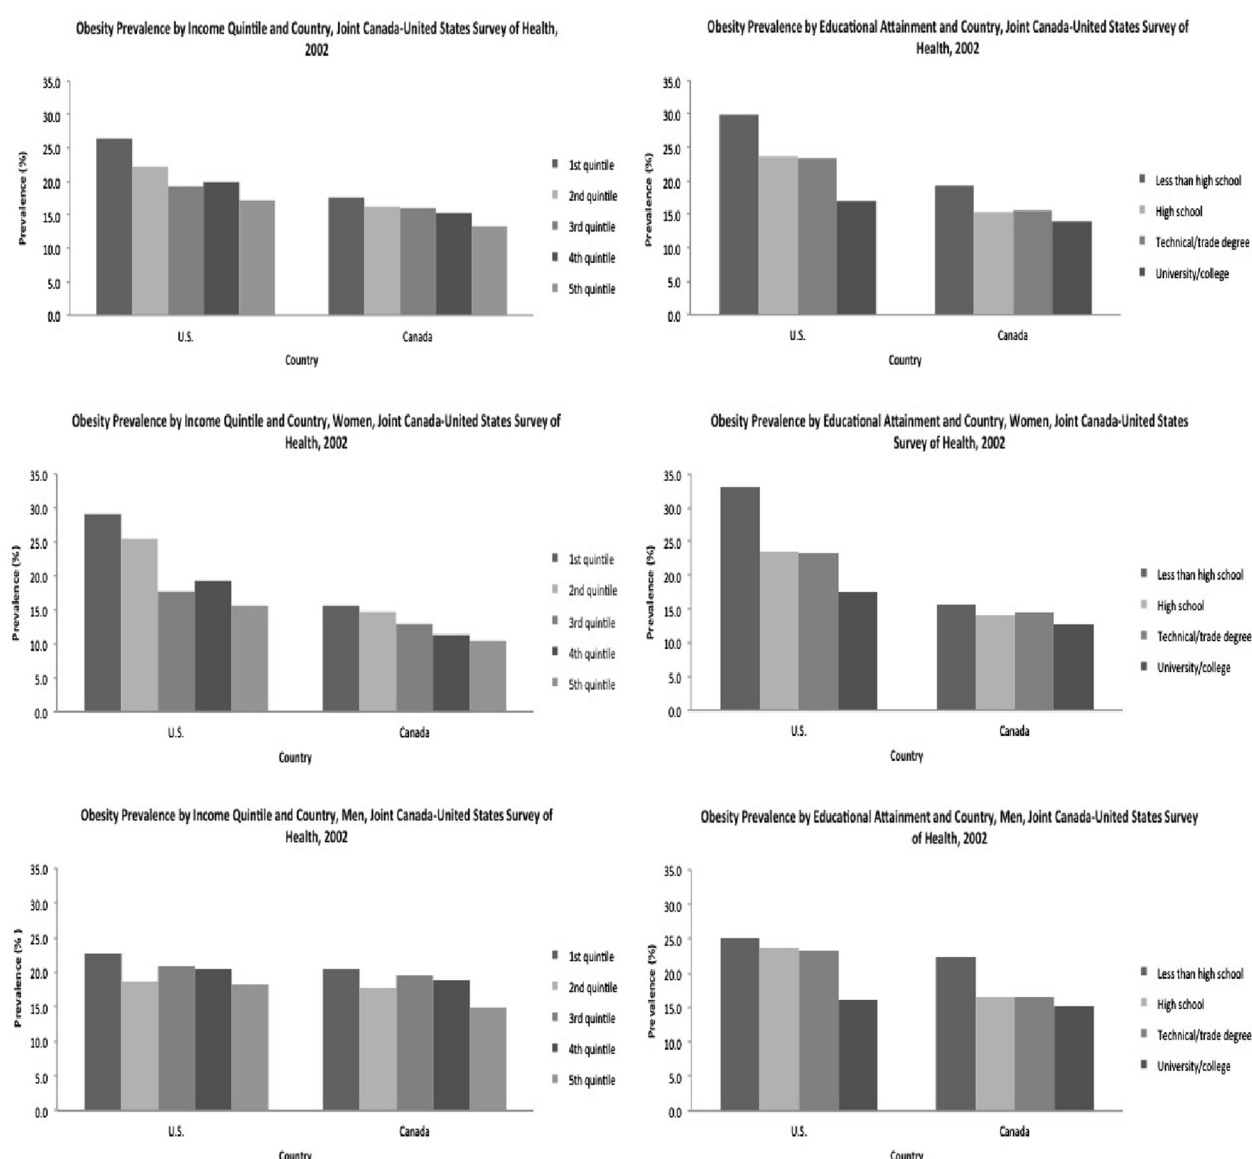 Obesity Prevalence by Income Quintile and Country, Joint Canada-United States Survey of Health,
2002
35.0
30.0
25.0
20.0
15.0
10.0
5.0
0.0
Prevalence (%)
U.S.
Canada
Country
1st quintile
2nd quintile
3rd quintile
4th quintile
5th quintile
Obesity Prevalence by Educational Attainment and Country, Joint Canada-United States Survey of
Health, 2002
35.0
30.0
25.0
20.0
15.0
10.0
5.0
0.0
Prevalence (%)
U.S.
Canada
Country
Less than high school
High school
Technical/trade degree
University/college
Obesity Prevalence by Income Quintile and Country, Women, Joint Canada-United States Survey of
Health, 2002
35.0
30.0
25.0
20.0
15.0
10.0
5.0
0.0
Prevalence (%)
U.S.
Canada
Country
1st quintile
2nd quintile
3rd quintile
4th quintile
5th quintile
Obesity Prevalence by Educational Attainment and Country, Women, Joint Canada-United States
Survey of Health, 2002
35.0
30.0
25.0
20.0
15.0
10.0
5.0
0.0
Prevalence (%)
U.S.
Canada
Country
Less than high school
High school
Technical/trade degree
University/college
Obesity Prevalence by Income Quintile and Country, Men, Joint Canada-United States Survey of
Health, 2002
35.0
30.0
25.0
20.0
15.0
10.0
5.0
0.0
Prevalence (% )
U.S.
Canada
Country
1st quintile
2nd quintile
3rd quintile
4th quintile
5th quintile
Obesity Prevalence by Educational Attainment and Country, Men, Joint Canada-United States Survey
of Health, 2002
35.0
30.0
25.0
20.0
15.0
10.0
5.0
0.0
Prevalence (%)
U.S.
Canada
Country
Less than high school
High school
Technical/trade degree
University/college